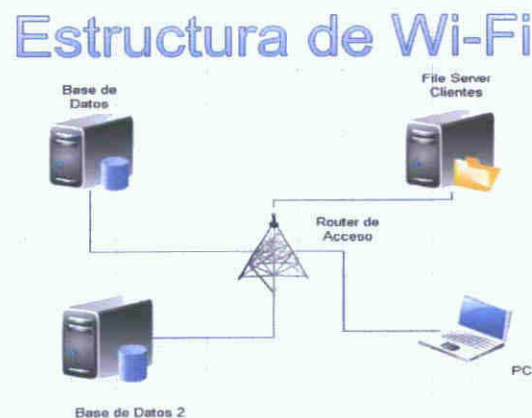 Estructura de Wi-Fi
Base de
Datos
File Server
Clientes
Router de
Acceso
PC
Base de Datos 2